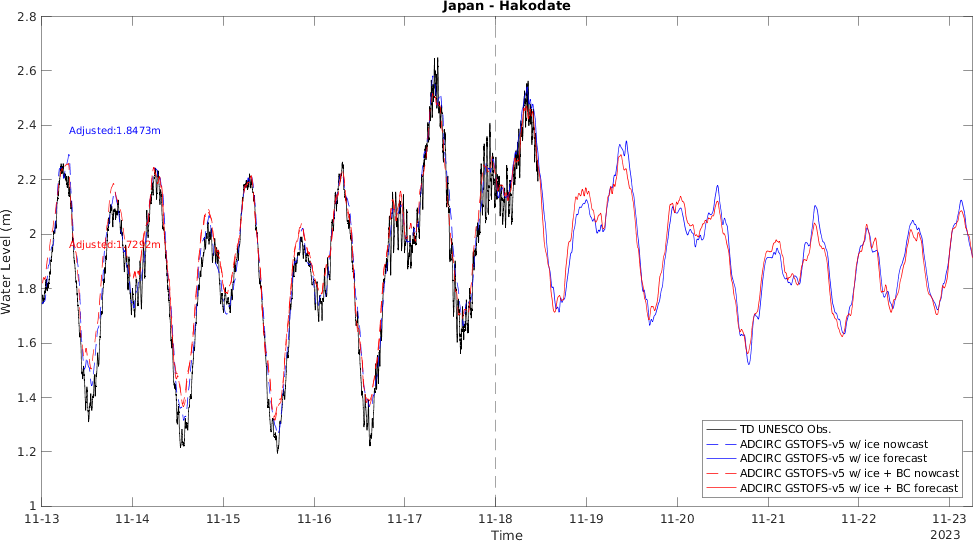 Japan - Hakodate
2.8
2.6
2.4
2.2
2
1.8
1.6
1.4
1.2
1
Water Level (m)
Adjusted:1.8473m
Adjusted:1.7292m
TD UNESCO Obs.
ADCIRC GSTOFS-v5 w/ ice nowcast
ADCIRC GSTOFS-v5 w/ ice forecast
ADCIRC GSTOFS-v5 w/ ice + BC nowcast
ADCIRC GSTOFS-v5 w/ ice + BC forecast
11-13 11-14 11-15 11-16 11-17 11-18 11-19 11-20 11-21 11-22 11-23
Time
2023